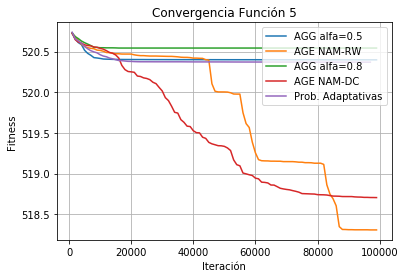 Convergencia Función 5
Fitness
520.5
520.0
519.5
519.0
518.5
AGG alfa=0.5
AGE NAM-RW
AGG alfa=0.8
AGE NAM-DC
Prob. Adaptativas
0 20000 40000 60000 80000 100000
Iteración